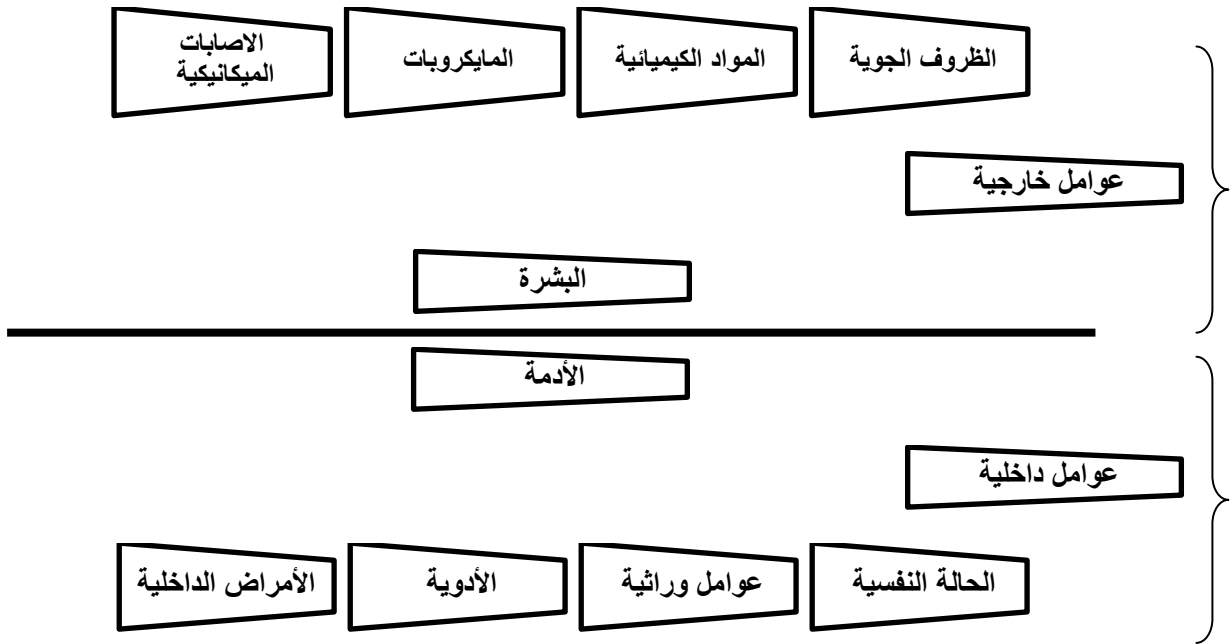 الظروف الجوية
المواد الكيميائية
المايكروبات
الاصابات
الميكانيكية
عوامل خارجية
البشرة
الأدمة
عوامل داخلية
الحالة النفسية
عوامل وراثية
الأدوية
الأمراض الداخلية